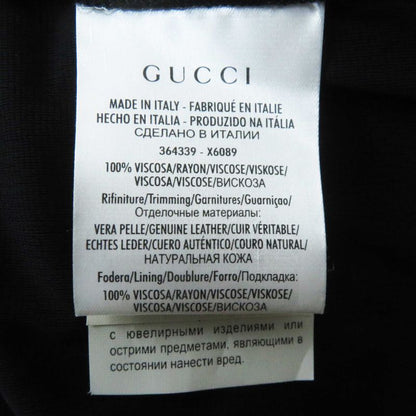 GUCCI
MADE IN ITALY - FABRIQUÉ EN ITALIE
HECHO EN ITALIA - PRODUZIDO NA ITÁLIA
СДЕЛАНО В ИТАЛИИ
364339 - X6089
100% VISCOSA/RAYON/VISCOSE/VISKOSE/
VISCOSA/VISCOSE/ВИСКОЗА
Rifiniture/Trimming/Garnitures/Guarniçao/
Отделочные материалы:
VERA PELLE/GENUINE LEATHER/CUIR VÉRITABLE/
ECHTES LEDER/CUERO AUTÉNTICO/COURO NATURAL/
НАТУРАЛЬНАЯ КОЖА
Fodera/Lining/Doublure/Forro/Подкладка:
100% VISCOSA/RAYON/VISCOSE/VISKOSE/
VISCOSA/VISCOSE/ВИСКОЗА
с ювелирными изделиями или
острими предметами, являющими в
состоянии нанести вред.